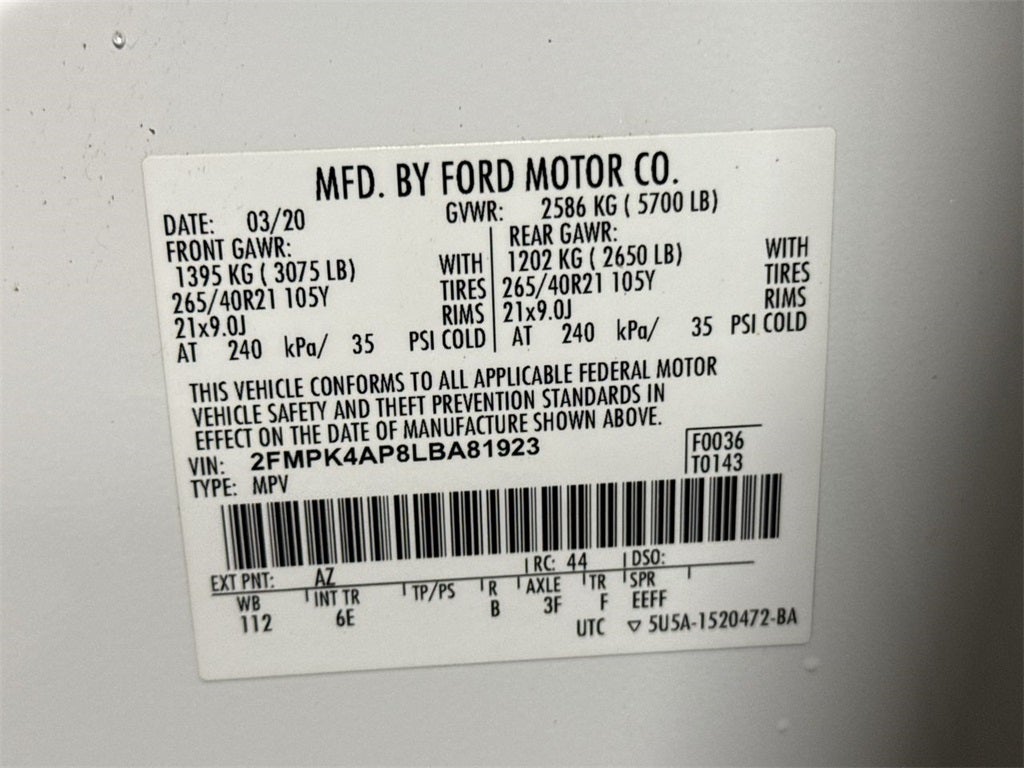 MFD. BY FORD MOTOR CO.
DATE: 03/20 GVWR: 2586 KG ( 5700 LB)
FRONT GAWR: REAR GAWR:
1395 KG ( 3075 LB) WITH 1202 KG ( 2650 LB) WITH
265/40R21 105Y TIRES 265/40R21 105Y TIRES
21x9.0J RIMS 21x9.0J RIMS
AT 240 kPa/ 35 PSI COLD AT 240 kPa/ 35 PSI COLD
THIS VEHICLE CONFORMS TO ALL APPLICABLE FEDERAL MOTOR
VEHICLE SAFETY AND THEFT PREVENTION STANDARDS IN
EFFECT ON THE DATE OF MANUFACTURE SHOWN ABOVE.
VIN: 2FMPK4AP8LBA81923 F0036
TYPE: MPV T0143
EXT PNT: AZ RC: 44 DSO:
WB INT TR TP/PS R AXLE TR SPR
112 6E B 3F F EEFF
UTC ▽ 5U5A-1520472-BA